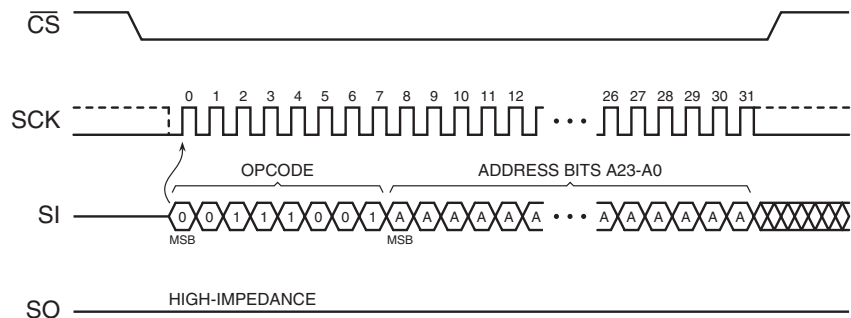 CS
SCK
0 1 2 3 4 5 6 7 8 9 10 11 12 26 27 28 29 30 31
OPCODE ADDRESS BITS A23-A0
SI
0 0 1 1 1 0 0 1 A A A A A A A A A A A A
MSB MSB
SO
HIGH-IMPEDANCE